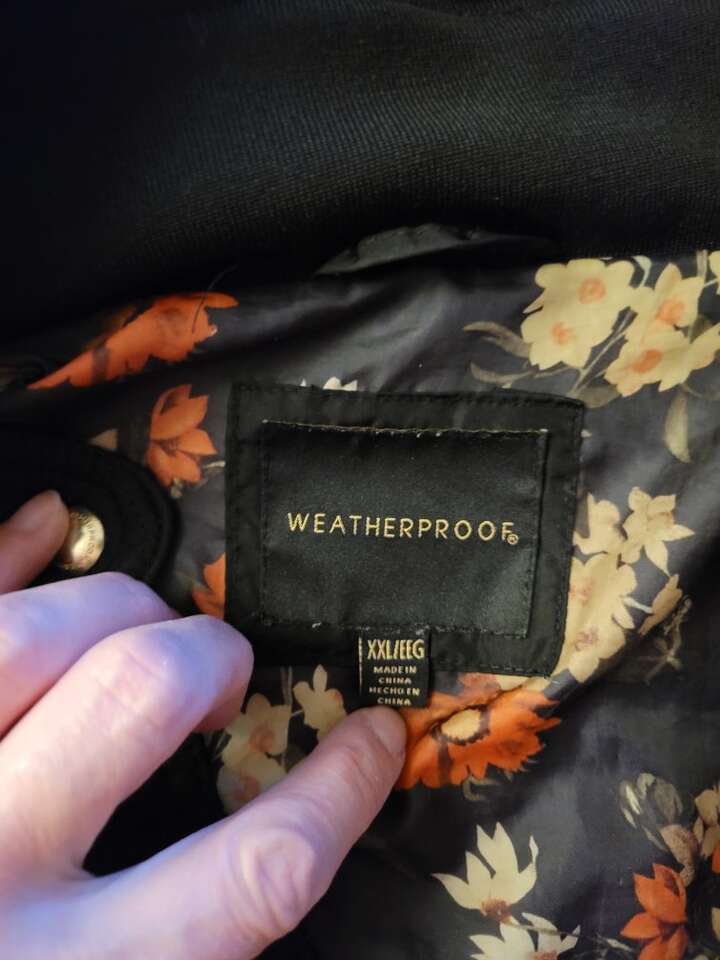 WEATHERPROOF®
XXL/EEG
MADE IN
CHINA
HECHO EN
CHINA